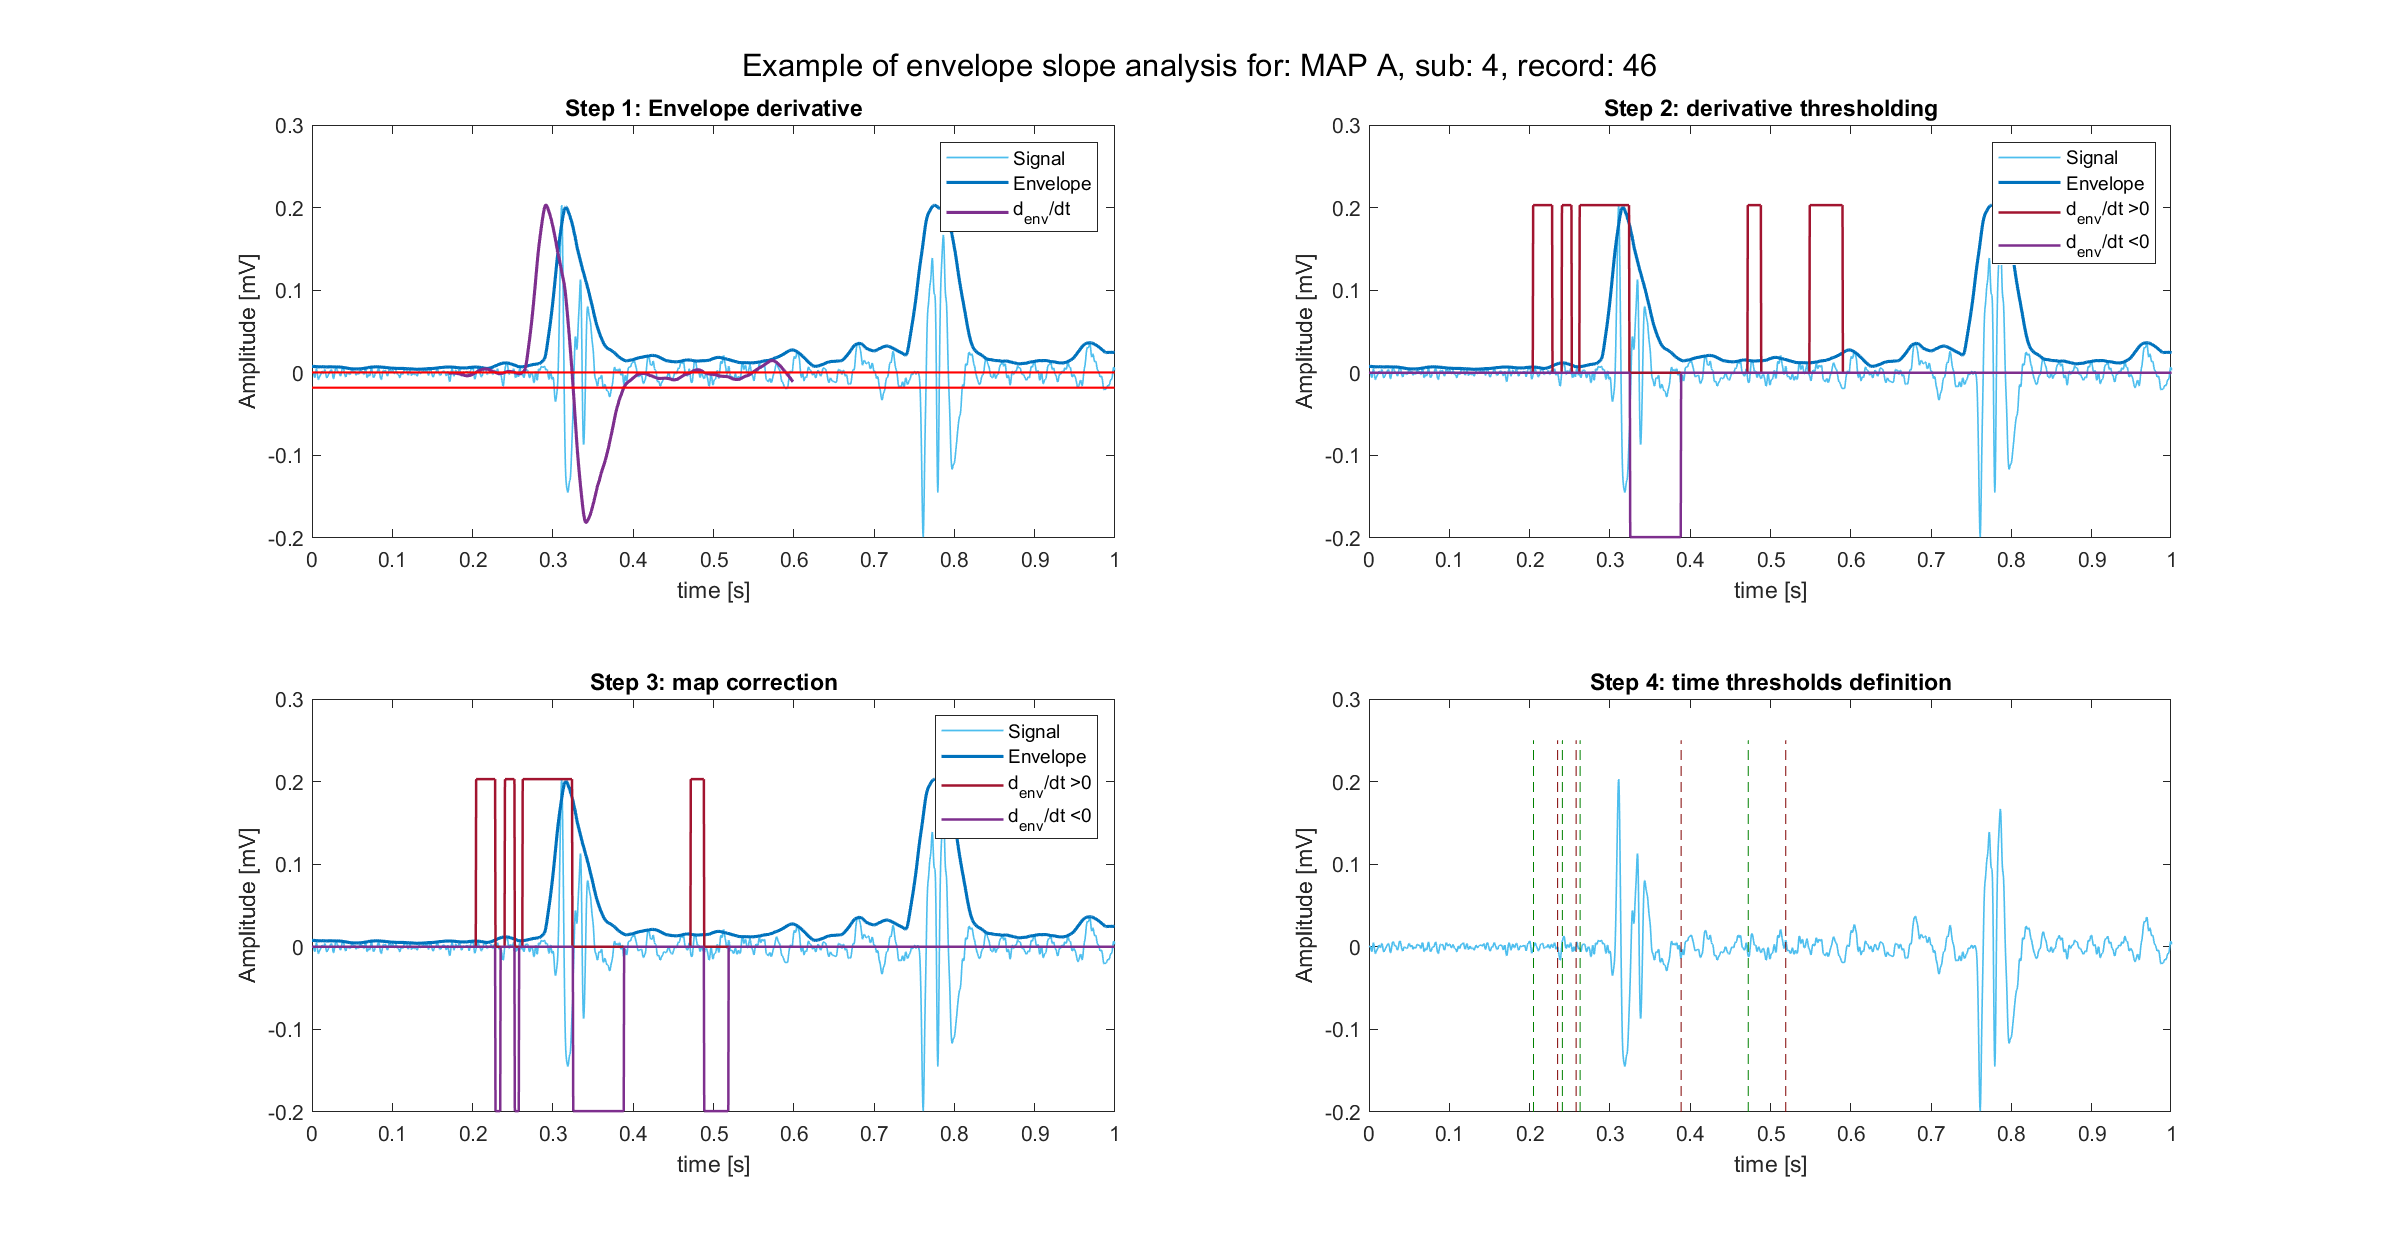 Example of envelope slope analysis for: MAP A, sub: 4, record: 46
Step 1: Envelope derivative
0.3
0.2
0.1
0
-0.1
-0.2
Amplitude [mV]
Signal
Envelope
d_env/dt
0 0.1 0.2 0.3 0.4 0.5 0.6 0.7 0.8 0.9 1
time [s]
Step 2: derivative thresholding
0.3
0.2
0.1
0
-0.1
-0.2
Amplitude [mV]
Signal
Envelope
d_env/dt >0
d_env/dt <0
0 0.1 0.2 0.3 0.4 0.5 0.6 0.7 0.8 0.9 1
time [s]
Step 3: map correction
0.3
0.2
0.1
0
-0.1
-0.2
Amplitude [mV]
Signal
Envelope
d_env/dt >0
d_env/dt <0
0 0.1 0.2 0.3 0.4 0.5 0.6 0.7 0.8 0.9 1
time [s]
Step 4: time thresholds definition
0.3
0.2
0.1
0
-0.1
-0.2
Amplitude [mV]
0 0.1 0.2 0.3 0.4 0.5 0.6 0.7 0.8 0.9 1
time [s]